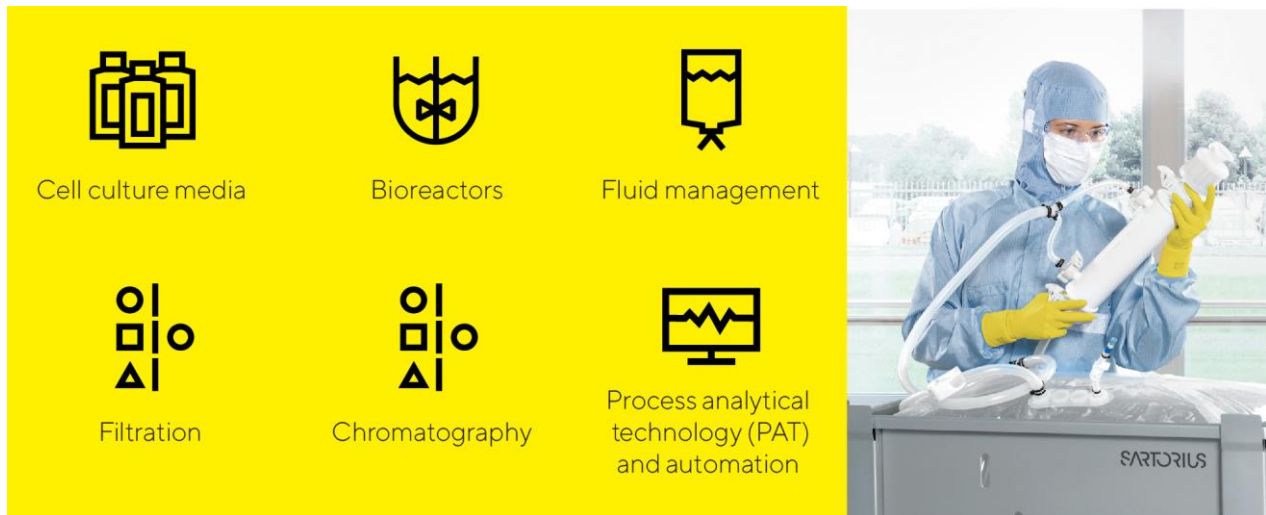 Cell culture media
Bioreactors
Fluid management
Filtration
Chromatography
Process analytical
technology (PAT)
and automation
SARTORIUS